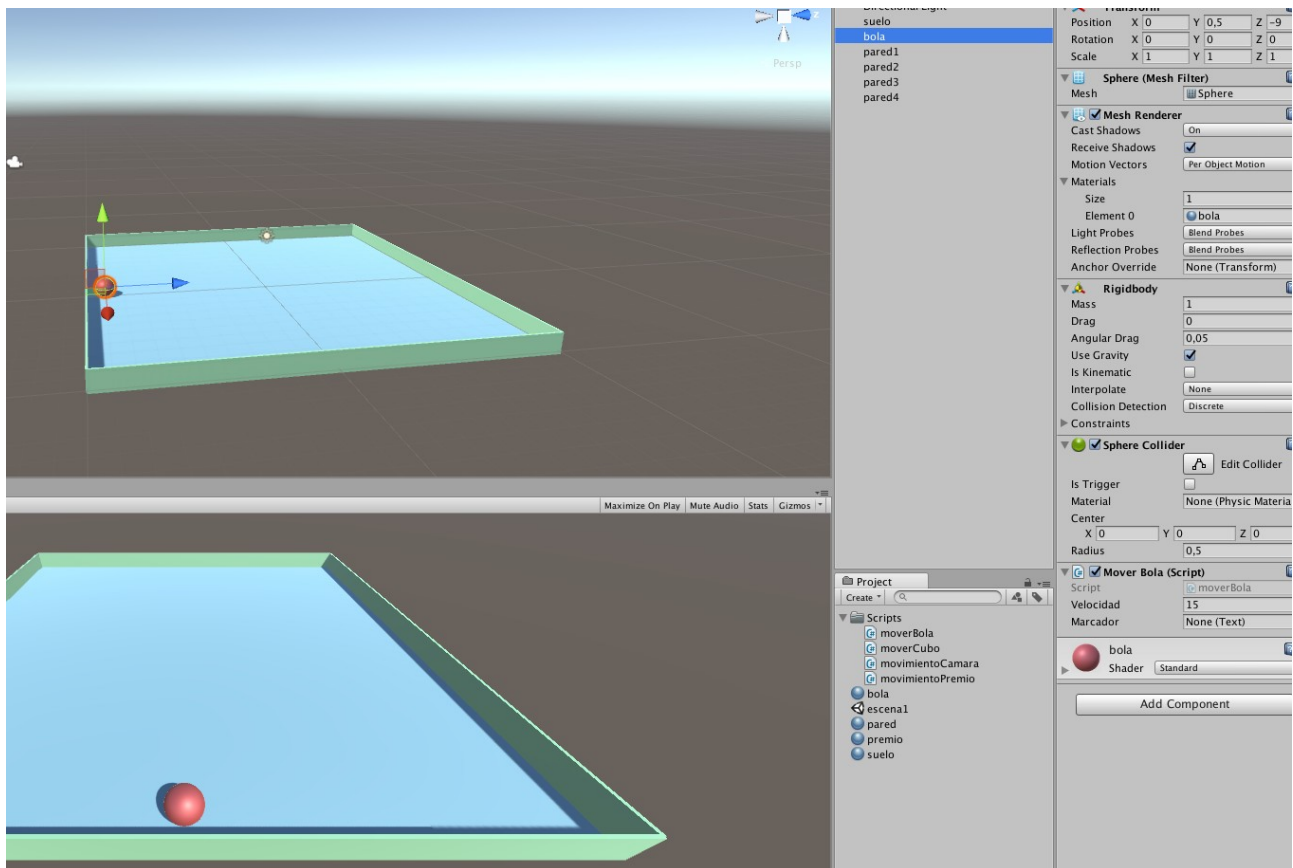 Persp
Maximize On Play Mute Audio Stats Gizmos
Directional Light
suelo
bola
pared1
pared2
pared3
pared4
Project
Create
Scripts
moverBola
moverCubo
movimientoCamara
movimientoPremio
bola
escena1
pared
premio
suelo
Transform
Position X 0 Y 0,5 Z -9
Rotation X 0 Y 0 Z 0
Scale X 1 Y 1 Z 1
Sphere (Mesh Filter)
Mesh Sphere
Mesh Renderer
Cast Shadows On
Receive Shadows
Motion Vectors Per Object Motion
Materials
Size 1
Element 0 bola
Light Probes Blend Probes
Reflection Probes Blend Probes
Anchor Override None (Transform)
Rigidbody
Mass 1
Drag 0
Angular Drag 0,05
Use Gravity
Is Kinematic
Interpolate None
Collision Detection Discrete
Constraints
Sphere Collider
Edit Collider
Is Trigger
Material None (Physic Materia
Center
X 0 Y 0 Z 0
Radius 0,5
Mover Bola (Script)
Script moverBola
Velocidad 15
Marcador None (Text)
bola
Shader Standard
Add Component